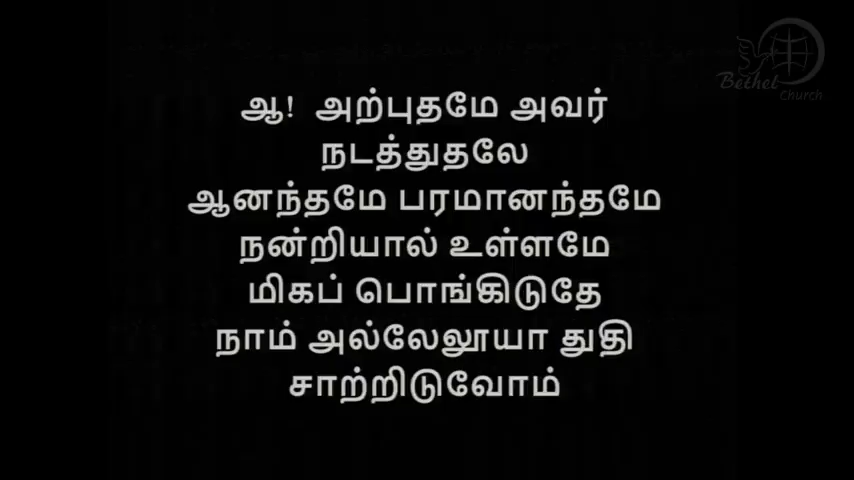 Bethel
Church
ஆ! அற்புதமே அவர்
நடத்துதலே
ஆனந்தமே பரமானந்தமே
நன்றியால் உள்ளமே
மிகப் பொங்கிடுதே
நாம் அல்லேலூயா துதி
சாற்றிடுவோம்